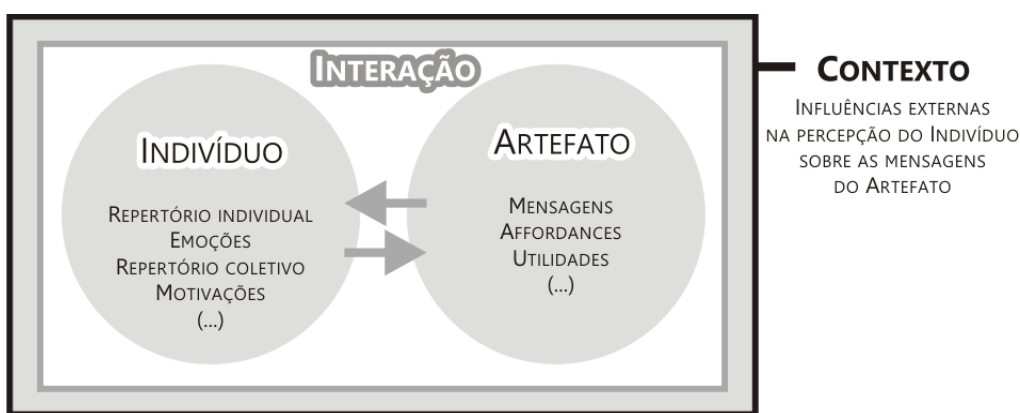 INTERAÇÃO
INDIVÍDUO
REPERTÓRIO INDIVIDUAL
EMOÇÕES
REPERTÓRIO COLETIVO
MOTIVAÇÕES
(...)
ARTEFATO
MENSAGENS
AFFORDANCES
UTILIDADES
(...)
CONTEXTO
INFLUÊNCIAS EXTERNAS
NA PERCEPÇÃO DO INDIVÍDUO
SOBRE AS MENSAGENS
DO ARTEFATO